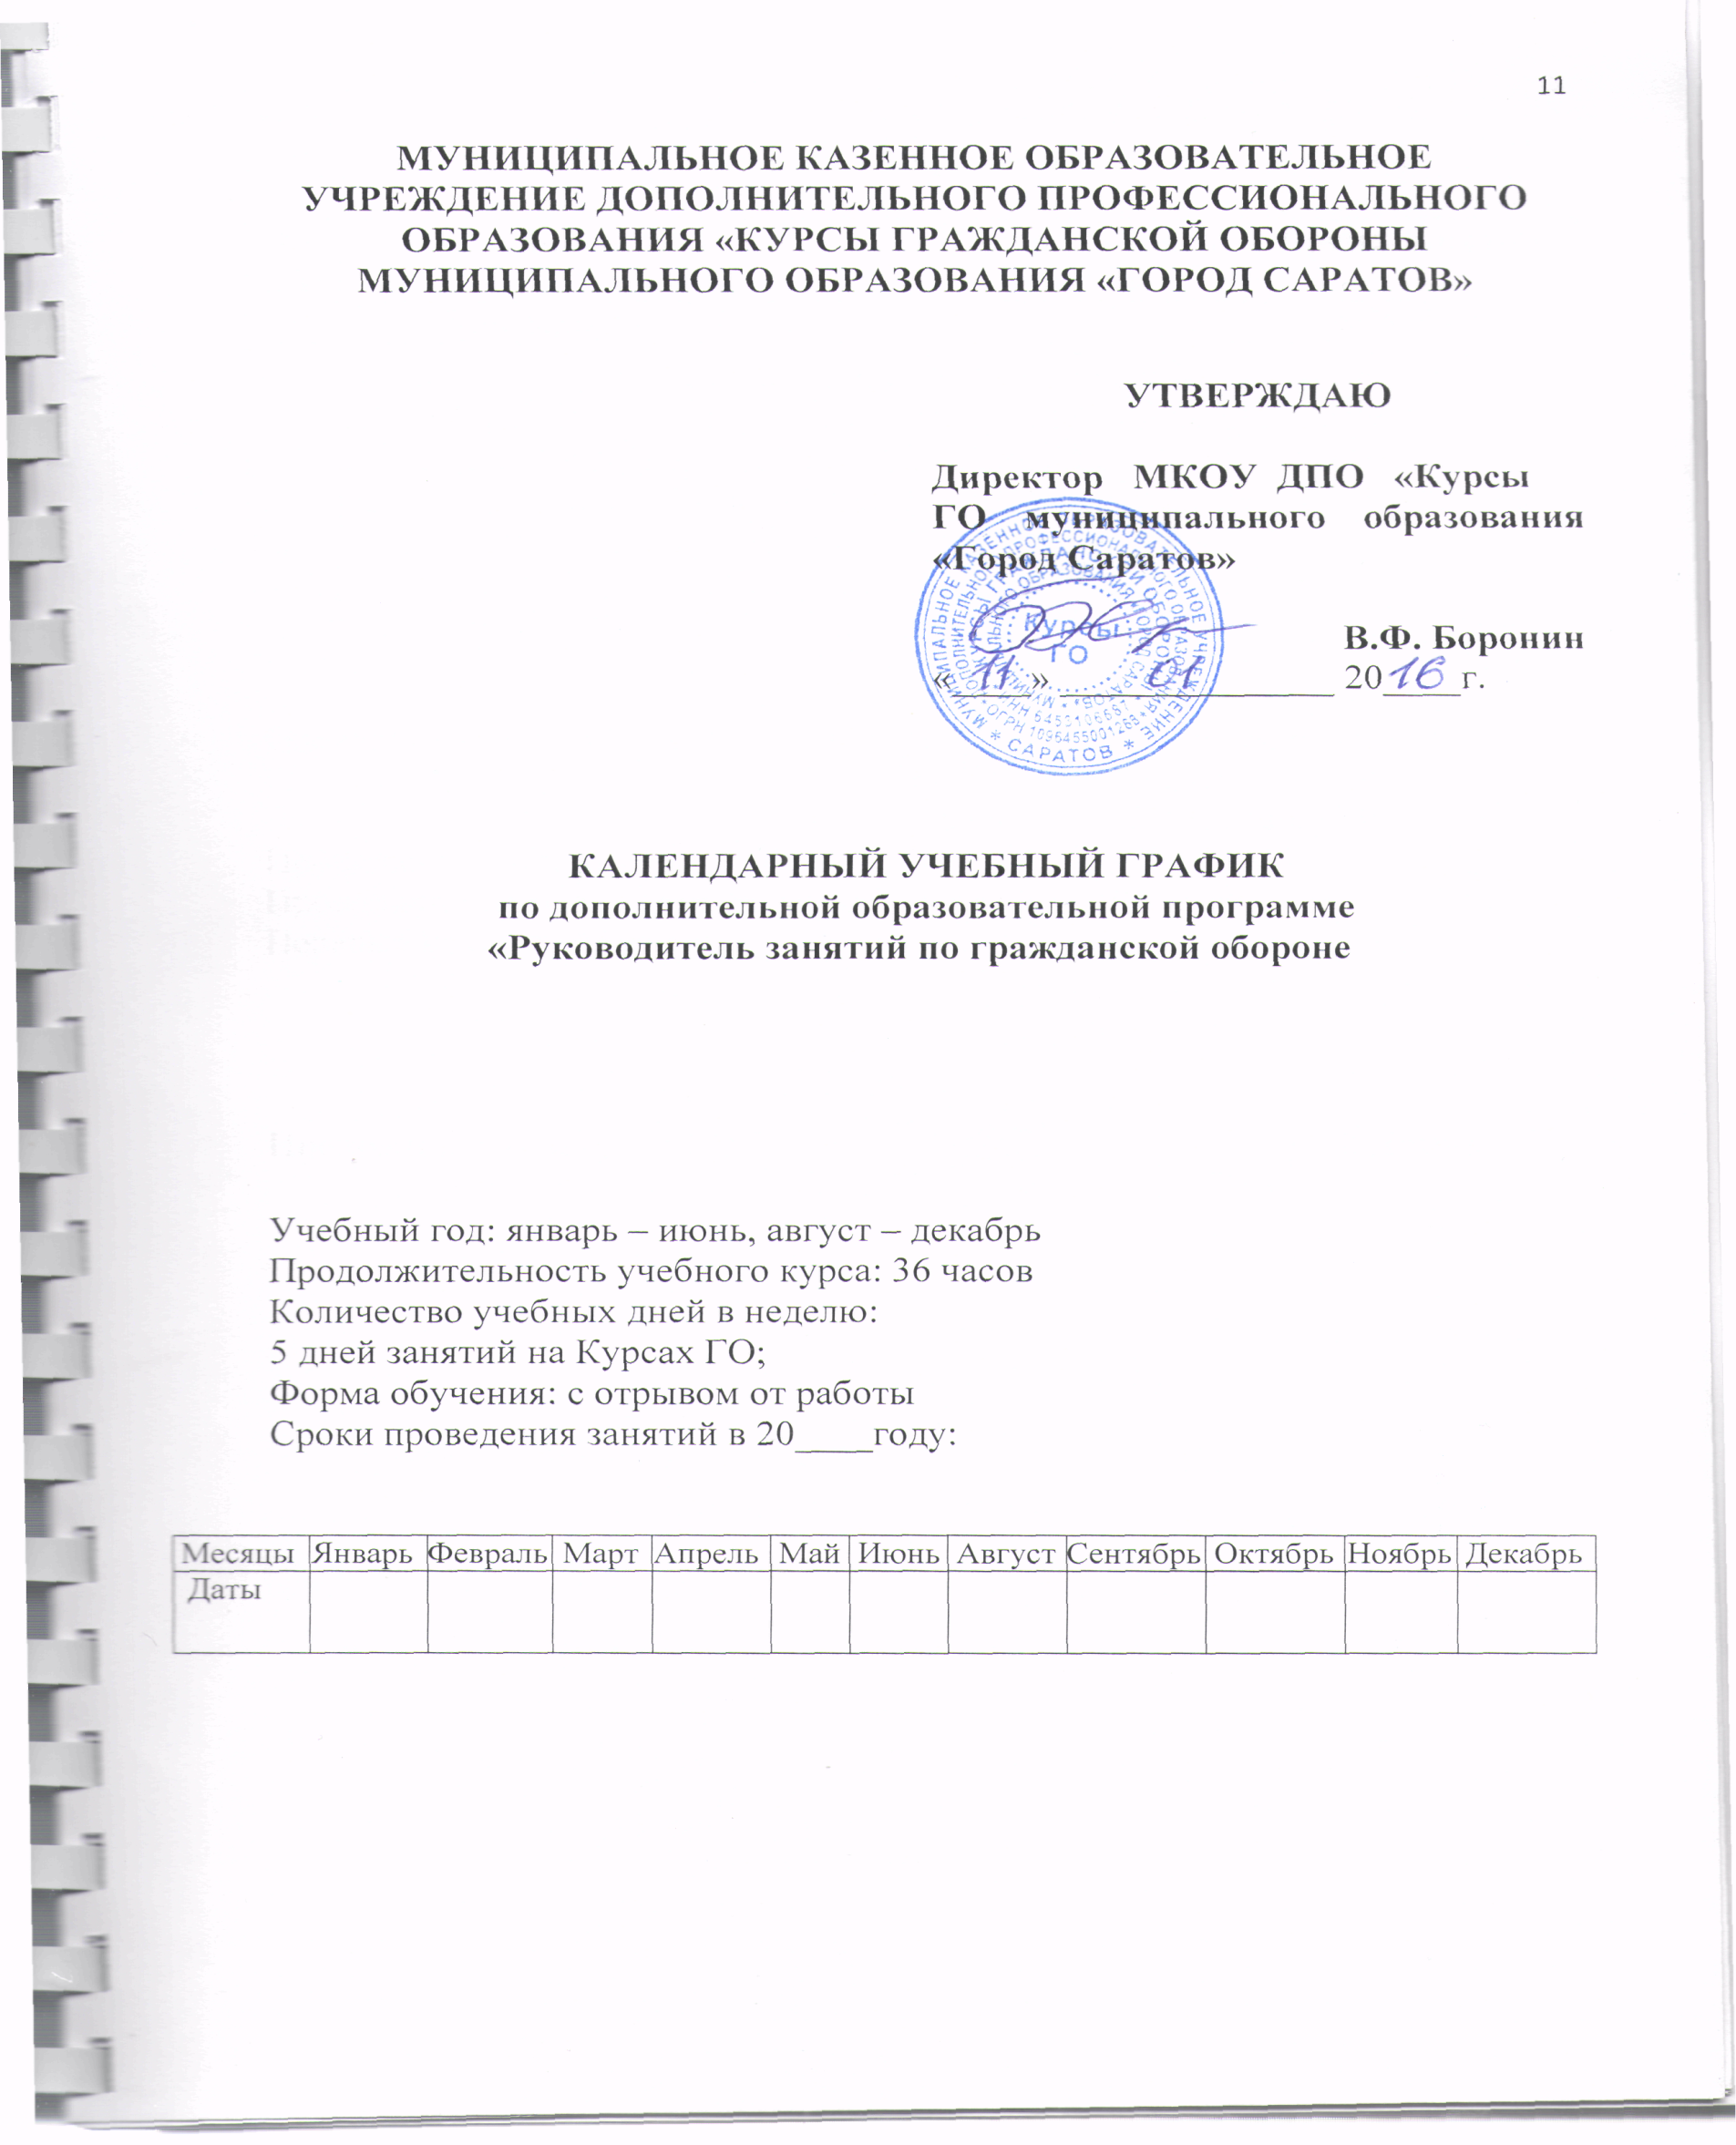 11
МУНИЦИПАЛЬНОЕ КАЗЕННОЕ ОБРАЗОВАТЕЛЬНОЕ
УЧРЕЖДЕНИЕ ДОПОЛНИТЕЛЬНОГО ПРОФЕССИОНАЛЬНОГО
ОБРАЗОВАНИЯ «КУРСЫ ГРАЖДАНСКОЙ ОБОРОНЫ
МУНИЦИПАЛЬНОГО ОБРАЗОВАНИЯ «ГОРОД САРАТОВ»
УТВЕРЖДАЮ
Директор МКОУ ДПО «Курсы
ГО муниципального образования
«Город Саратов»
Курсы
ГО
В.Ф. Боронин
«11» 01 2016 г.
* САРАТОВ *
КАЛЕНДАРНЫЙ УЧЕБНЫЙ ГРАФИК
по дополнительной образовательной программе
«Руководитель занятий по гражданской обороне
Учебный год: январь – июнь, август – декабрь
Продолжительность учебного курса: 36 часов
Количество учебных дней в неделю:
5 дней занятий на Курсах ГО;
Форма обучения: с отрывом от работы
Сроки проведения занятий в 20____году:
Месяцы Январь Февраль Март Апрель Май Июнь Август Сентябрь Октябрь Ноябрь Декабрь
Даты